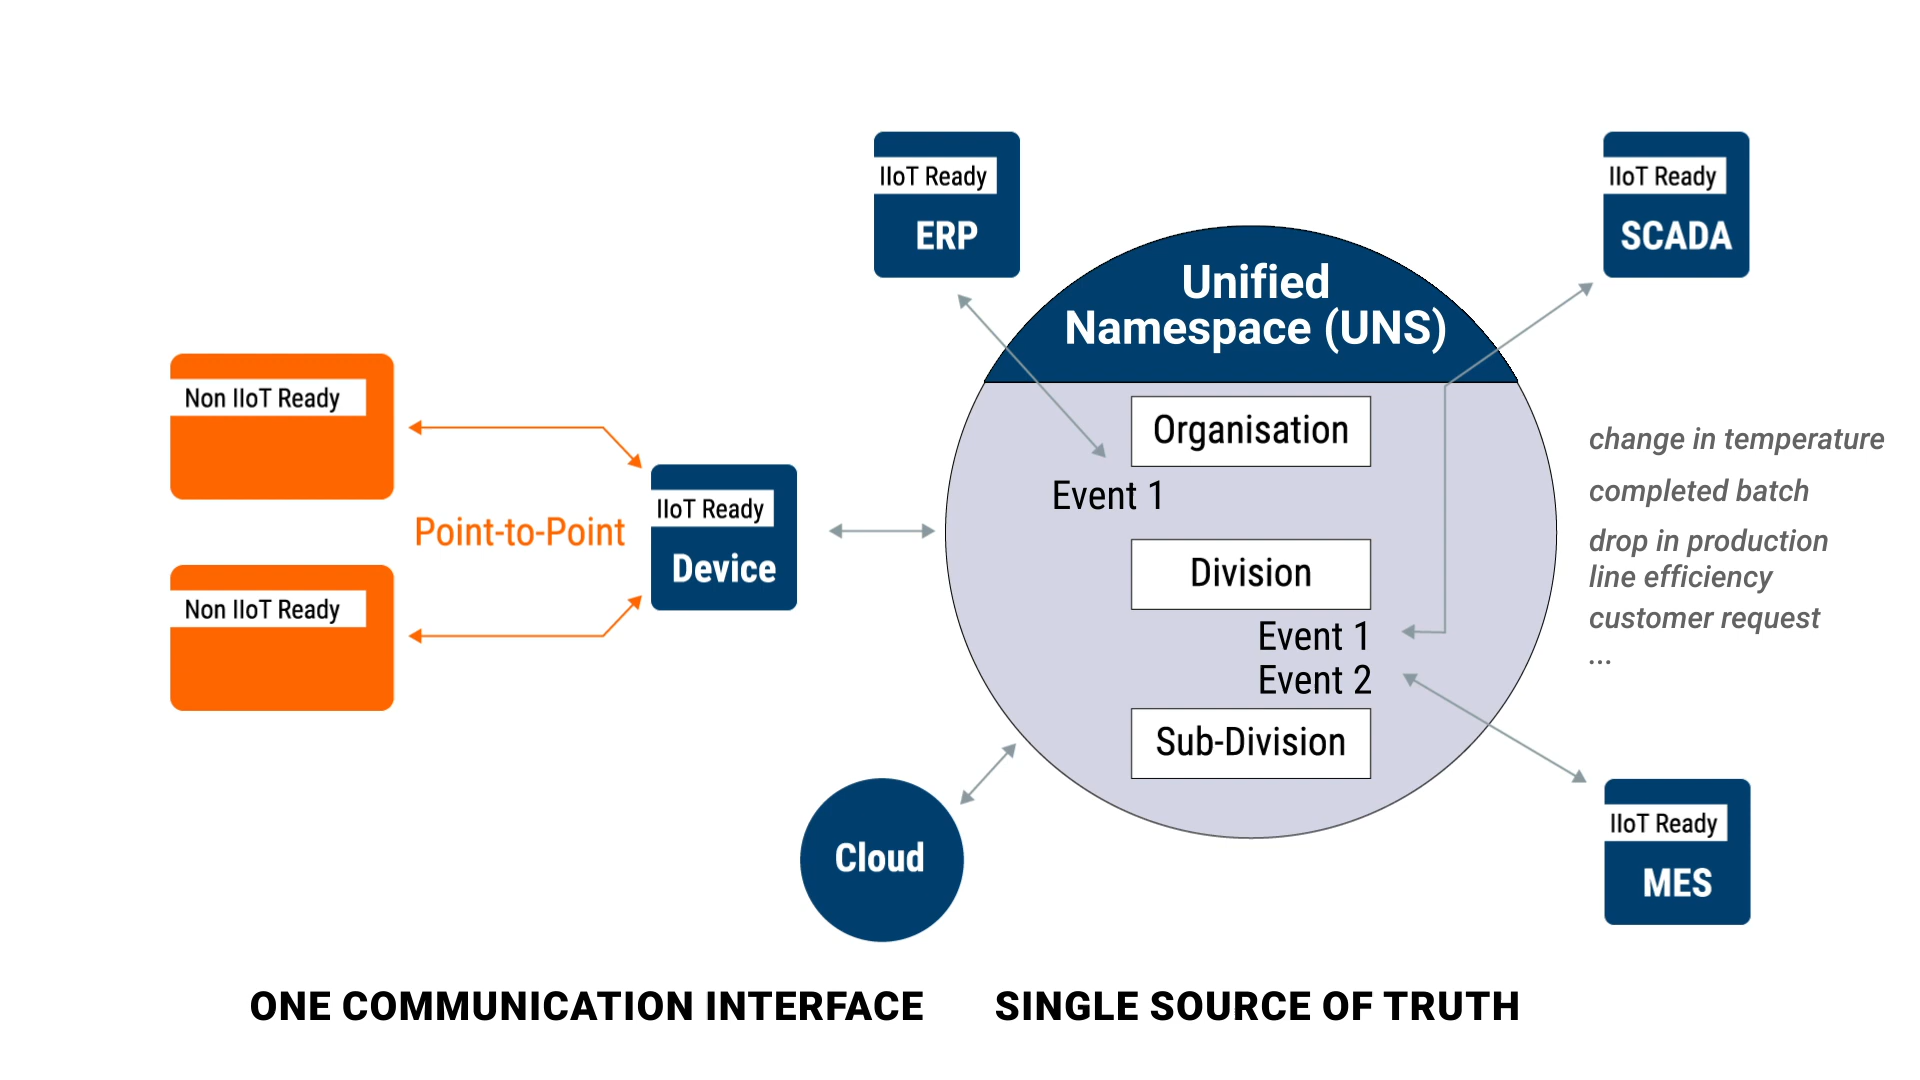 IIoT Ready
ERP
IIoT Ready
SCADA
Unified
Namespace (UNS)
Non IIoT Ready
Non IIoT Ready
Point-to-Point
IIoT Ready
Device
Organisation
Event 1
Division
Event 1
Event 2
Sub-Division
change in temperature
completed batch
drop in production
line efficiency
customer request
...
Cloud
IIoT Ready
MES
ONE COMMUNICATION INTERFACE
SINGLE SOURCE OF TRUTH